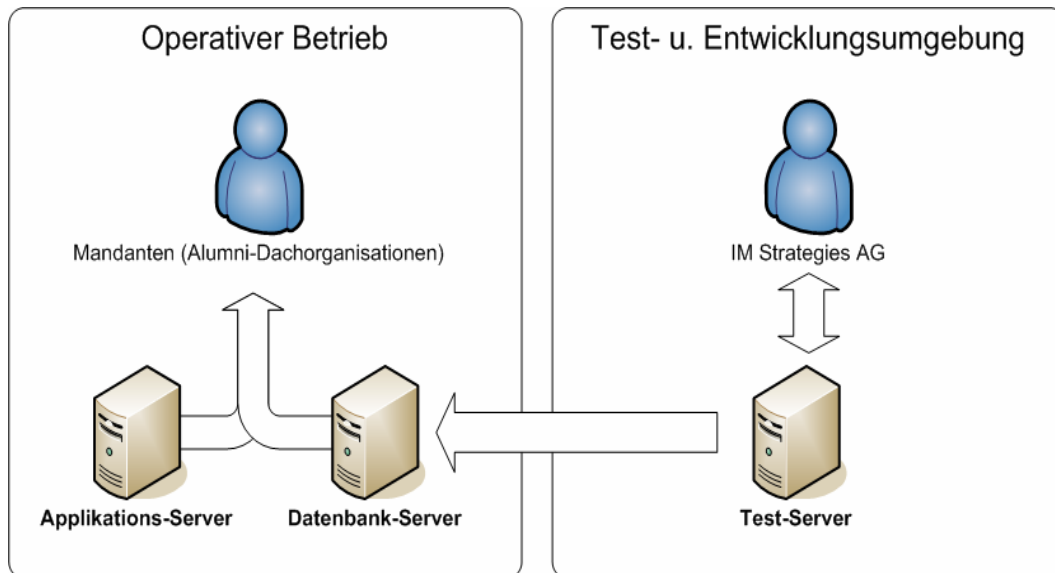 Operativer Betrieb
Test- u. Entwicklungsumgebung
Mandanten (Alumni-Dachorganisationen)
IM Strategies AG
Applikations-Server
Datenbank-Server
Test-Server